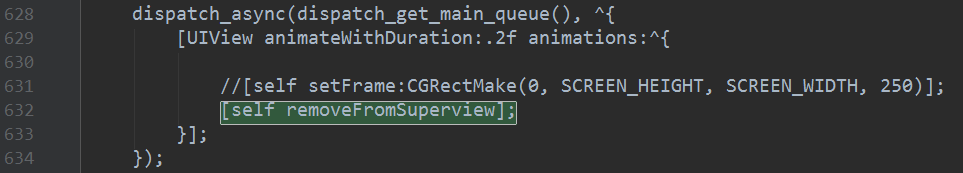 628 dispatch_async(dispatch_get_main_queue(), ^{
629 [UIView animateWithDuration:.2f animations:^{
630
631 //[self setFrame:CGRectMake(0, SCREEN_HEIGHT, SCREEN_WIDTH, 250)];
632 [self removeFromSuperview];
633 }];
634 });